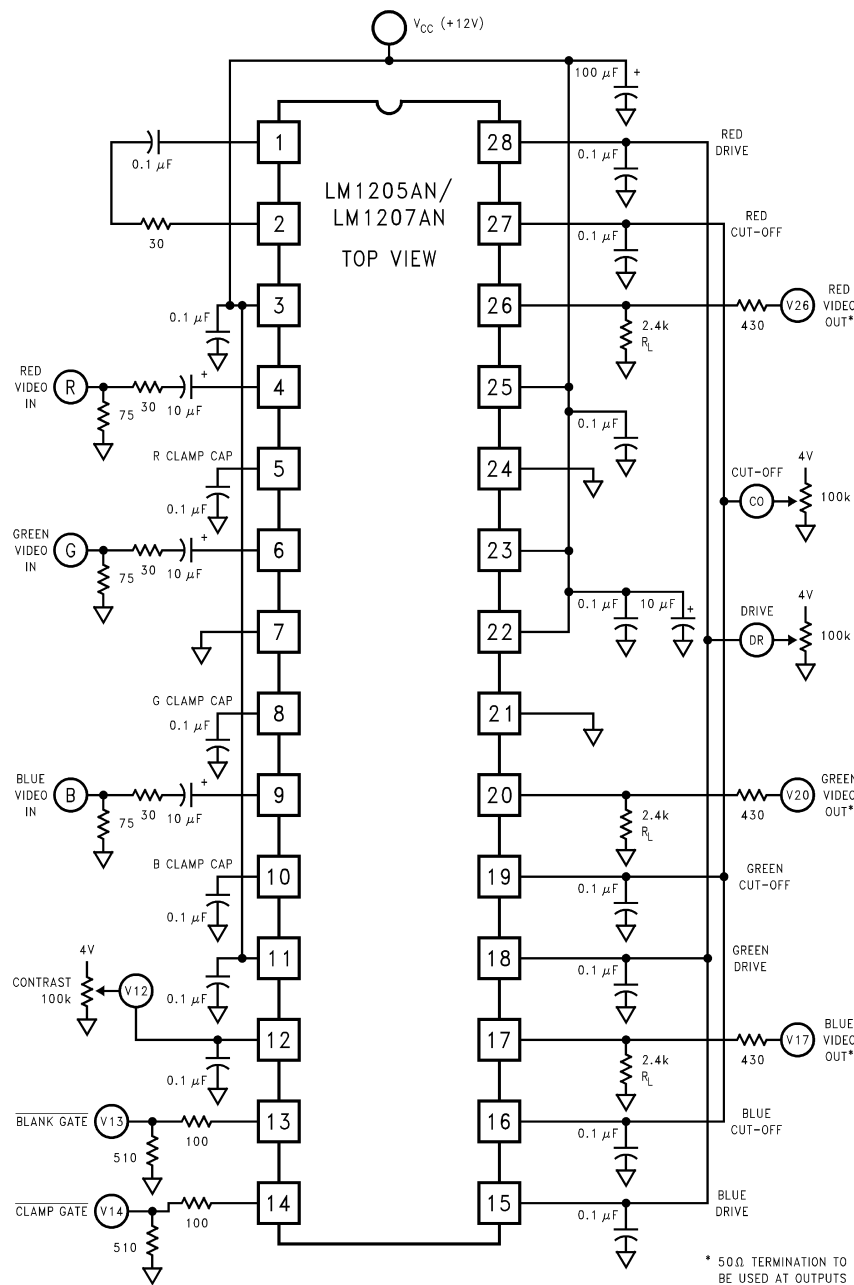 VCC (+12V)
100 µF +
1
28
RED
DRIVE
0.1 µF
0.1 µF
LM1205AN/
LM1207AN
TOP VIEW
2
30
27
RED
CUT-OFF
0.1 µF
3
0.1 µF
26
2.4k
RL
430
V26
RED
VIDEO
OUT*
RED
VIDEO
IN
R
75
30
10 µF
+
4
25
0.1 µF
R CLAMP CAP
0.1 µF
5
24
CUT-OFF
CO
4V
100k
GREEN
VIDEO
IN
G
75
30
10 µF
+
6
23
0.1 µF
10 µF
+
7
22
DRIVE
DR
4V
100k
G CLAMP CAP
0.1 µF
8
21
BLUE
VIDEO
IN
B
75
30
10 µF
+
9
20
2.4k
RL
430
V20
GREEN
VIDEO
OUT*
B CLAMP CAP
0.1 µF
10
19
0.1 µF
GREEN
CUT-OFF
0.1 µF
11
18
0.1 µF
GREEN
DRIVE
4V
CONTRAST
100k
V12
0.1 µF
12
17
2.4k
RL
430
V17
BLUE
VIDEO
OUT*
BLANK GATE
V13
510
100
13
16
0.1 µF
BLUE
CUT-OFF
CLAMP GATE
V14
510
100
14
15
0.1 µF
BLUE
DRIVE
* 50Ω TERMINATION TO
BE USED AT OUTPUTS